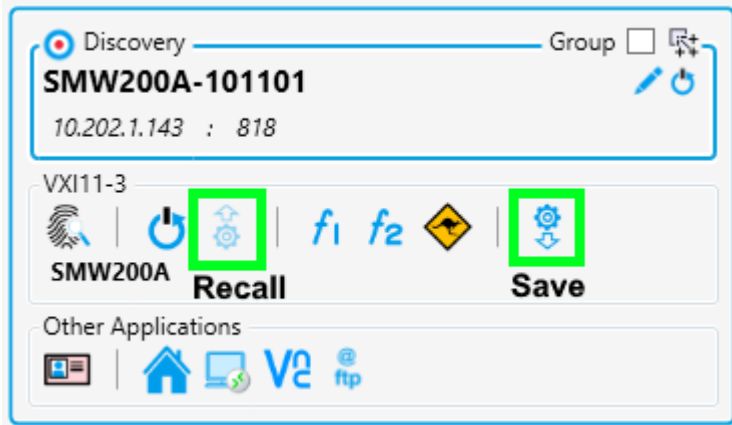 Discovery Group
SMW200A-101101
10.202.1.143 : 818
VXI11-3
f1 f2
SMW200A
Recall Save
Other Applications
VNC @
ftp